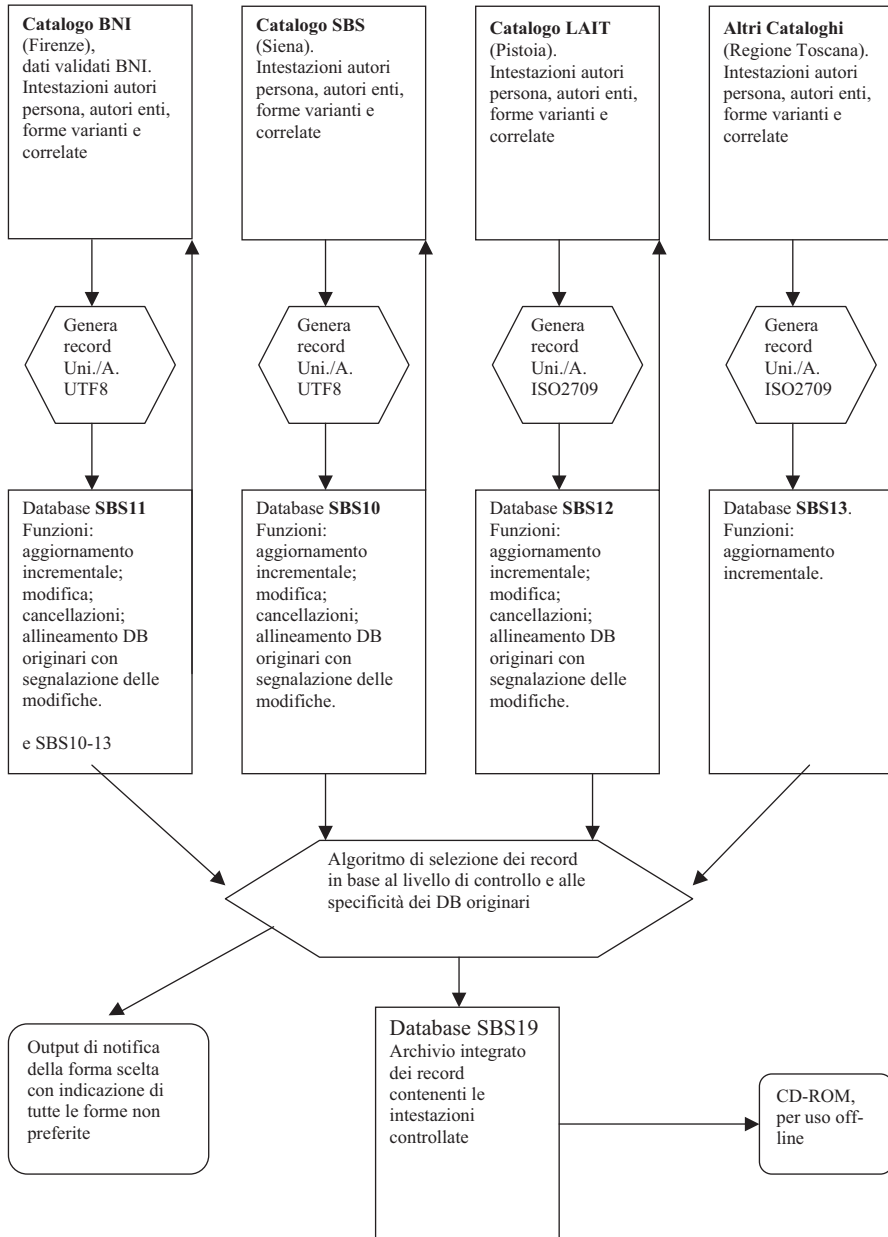 Catalogo BNI
(Firenze),
dati validati BNI.
Intestazioni autori
persona, autori enti,
forme varianti e
correlate
Catalogo SBS
(Siena).
Intestazioni autori
persona, autori enti,
forme varianti e
correlate
Catalogo LAIT
(Pistoia).
Intestazioni autori
persona, autori enti,
forme varianti e
correlate
Altri Cataloghi
(Regione Toscana).
Intestazioni autori
persona, autori enti,
forme varianti e
correlate
Genera
record
Uni./A.
UTF8
Genera
record
Uni./A.
UTF8
Genera
record
Uni./A.
ISO2709
Genera
record
Uni./A.
ISO2709
Database SBS11
Funzioni:
aggiornamento
incrementale;
modifica;
cancellazioni;
allineamento DB
originari con
segnalazione delle
modifiche.
e SBS10-13
Database SBS10
Funzioni:
aggiornamento
incrementale;
modifica;
cancellazioni;
allineamento DB
originari con
segnalazione delle
modifiche.
Database SBS12
Funzioni:
aggiornamento
incrementale;
modifica;
cancellazioni;
allineamento DB
originari con
segnalazione delle
modifiche.
Database SBS13.
Funzioni:
aggiornamento
incrementale.
Algoritmo di selezione dei record
in base al livello di controllo e alle
specificità dei DB originari
Output di notifica
della forma scelta
con indicazione di
tutte le forme non
preferite
Database SBS19
Archivio integrato
dei record
contenenti le
intestazioni
controllate
CD-ROM,
per uso off-
line